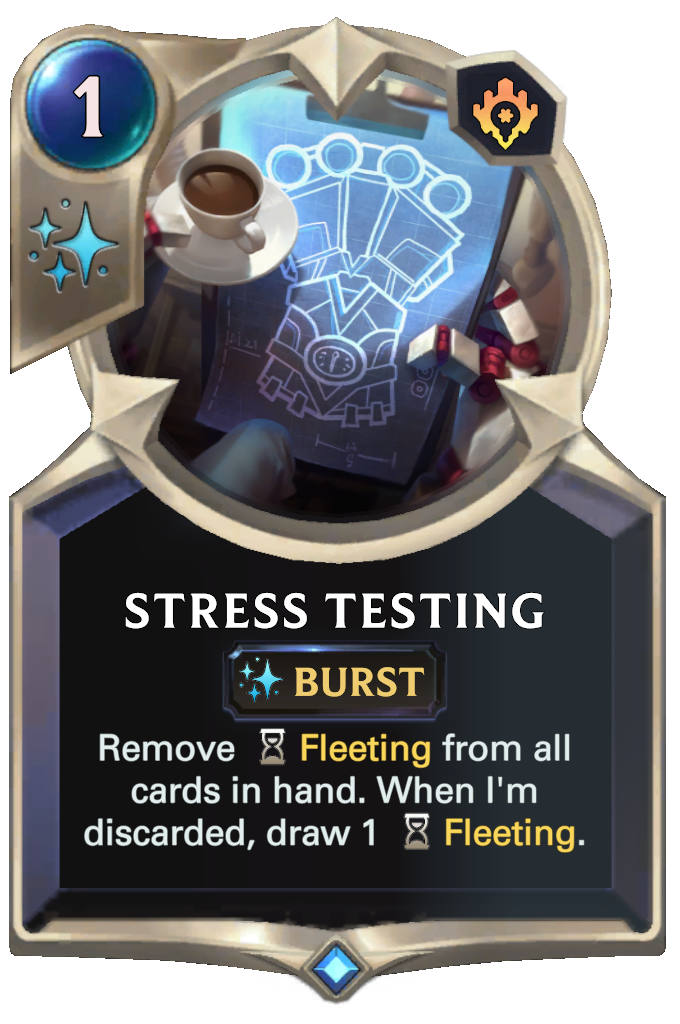 1
STRESS TESTING
BURST
Remove Fleeting from all
cards in hand. When I'm
discarded, draw 1 Fleeting.